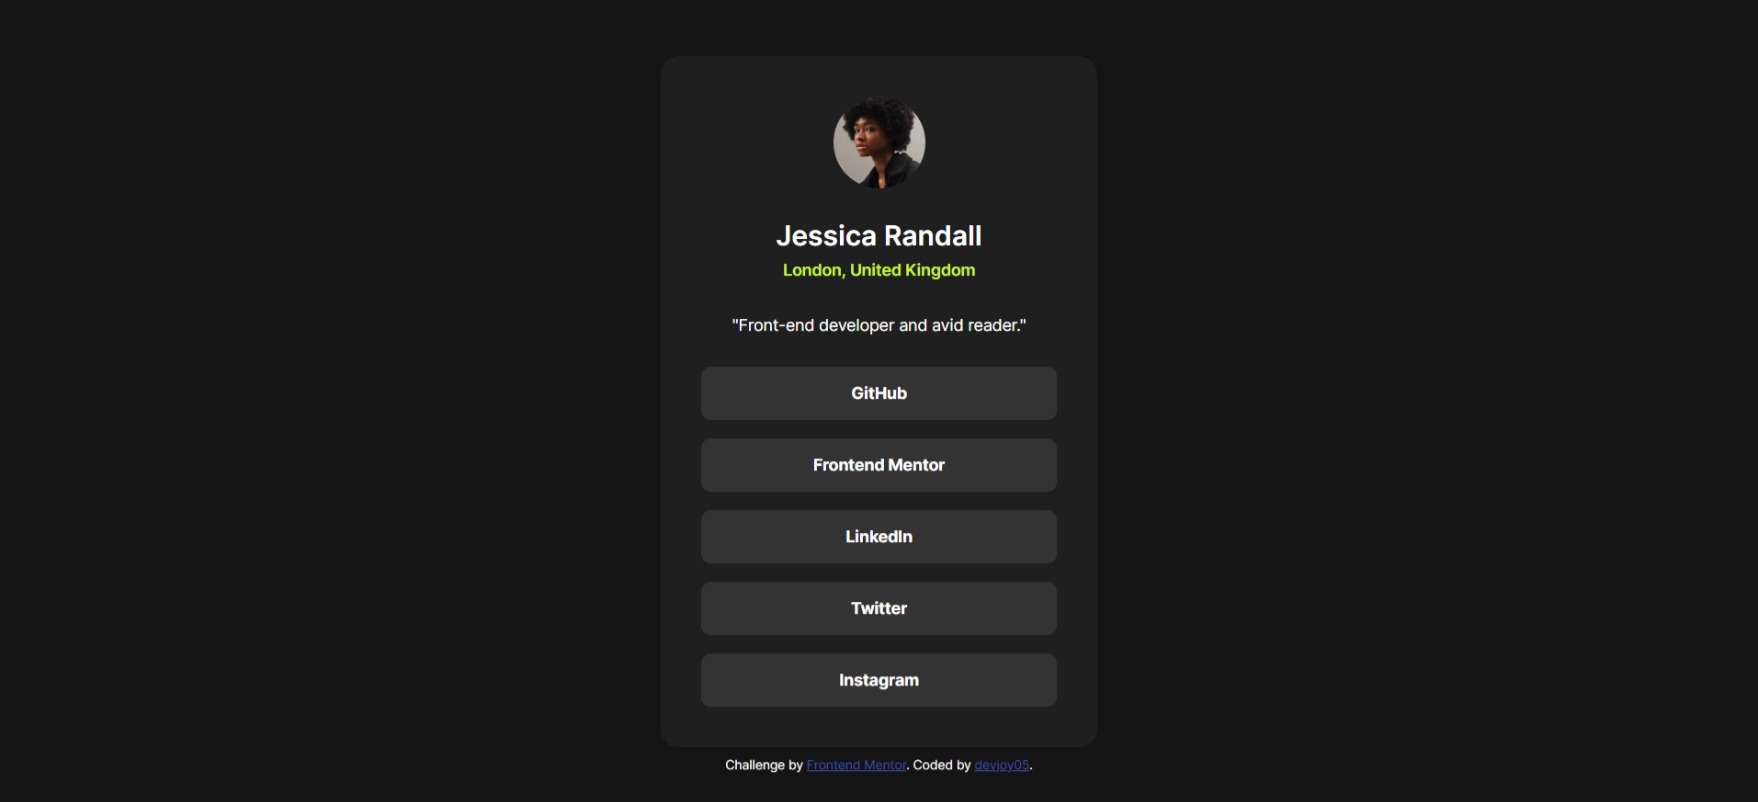 Jessica Randall
London, United Kingdom
"Front-end developer and avid reader."
GitHub
Frontend Mentor
LinkedIn
Twitter
Instagram
Challenge by Frontend Mentor. Coded by devjoy05.